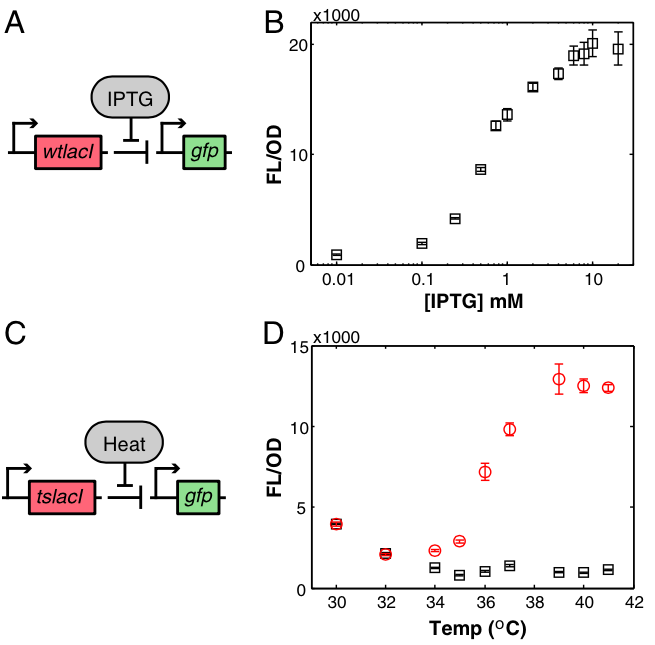 A
IPTG
wtlacI
gfp
B
x1000
20
10
0
FL/OD
0.01
0.1
1
10
[IPTG] mM
C
Heat
tslacI
gfp
D
x1000
15
10
5
0
FL/OD
30
32
34
36
38
40
42
Temp (°C)